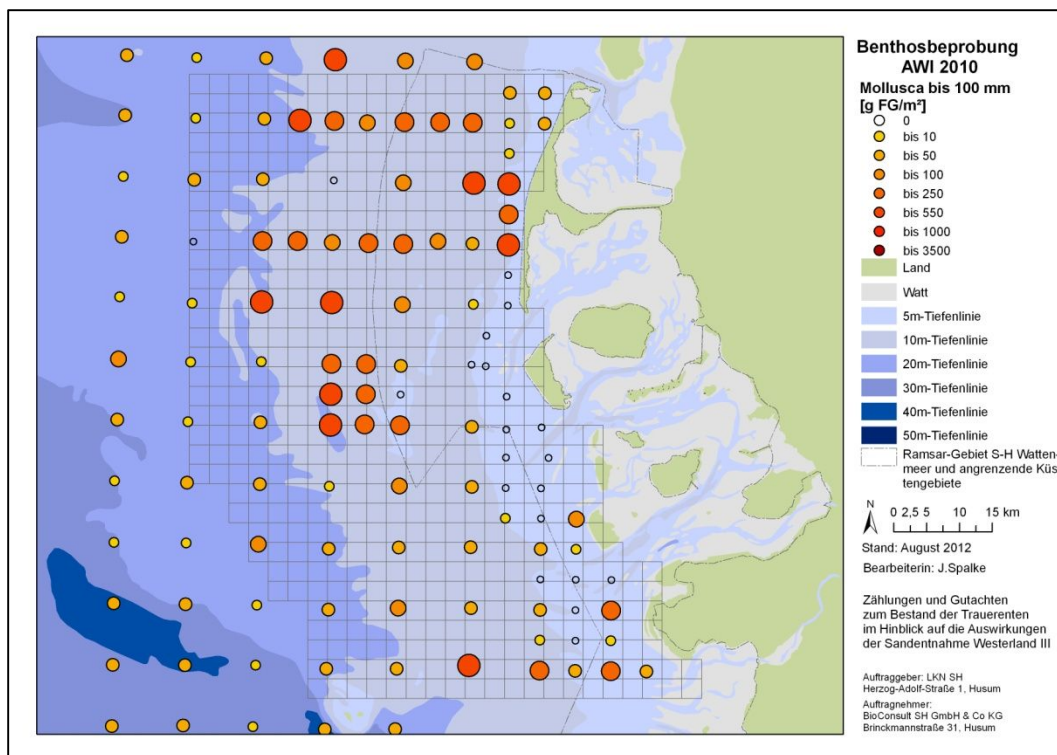 Benthosbeprobung
AWI 2010
Mollusca bis 100 mm
[g FG/m²]
0
bis 10
bis 50
bis 100
bis 250
bis 550
bis 1000
bis 3500
Land
Watt
5m-Tiefenlinie
10m-Tiefenlinie
20m-Tiefenlinie
30m-Tiefenlinie
40m-Tiefenlinie
50m-Tiefenlinie
Ramsar-Gebiet S-H Watten-
meer und angrenzende Küs-
tengebiete
N
0 2,5 5 10 15 km
Stand: August 2012
Bearbeiterin: J.Spalke
Zählungen und Gutachten
zum Bestand der Trauerenten
im Hinblick auf die Auswirkungen
der Sandentnahme Westerland III
Auftraggeber: LKN SH
Herzog-Adolf-Straße 1, Husum
Auftragnehmer:
BioConsult SH GmbH & Co KG
Brinckmannstraße 31, Husum